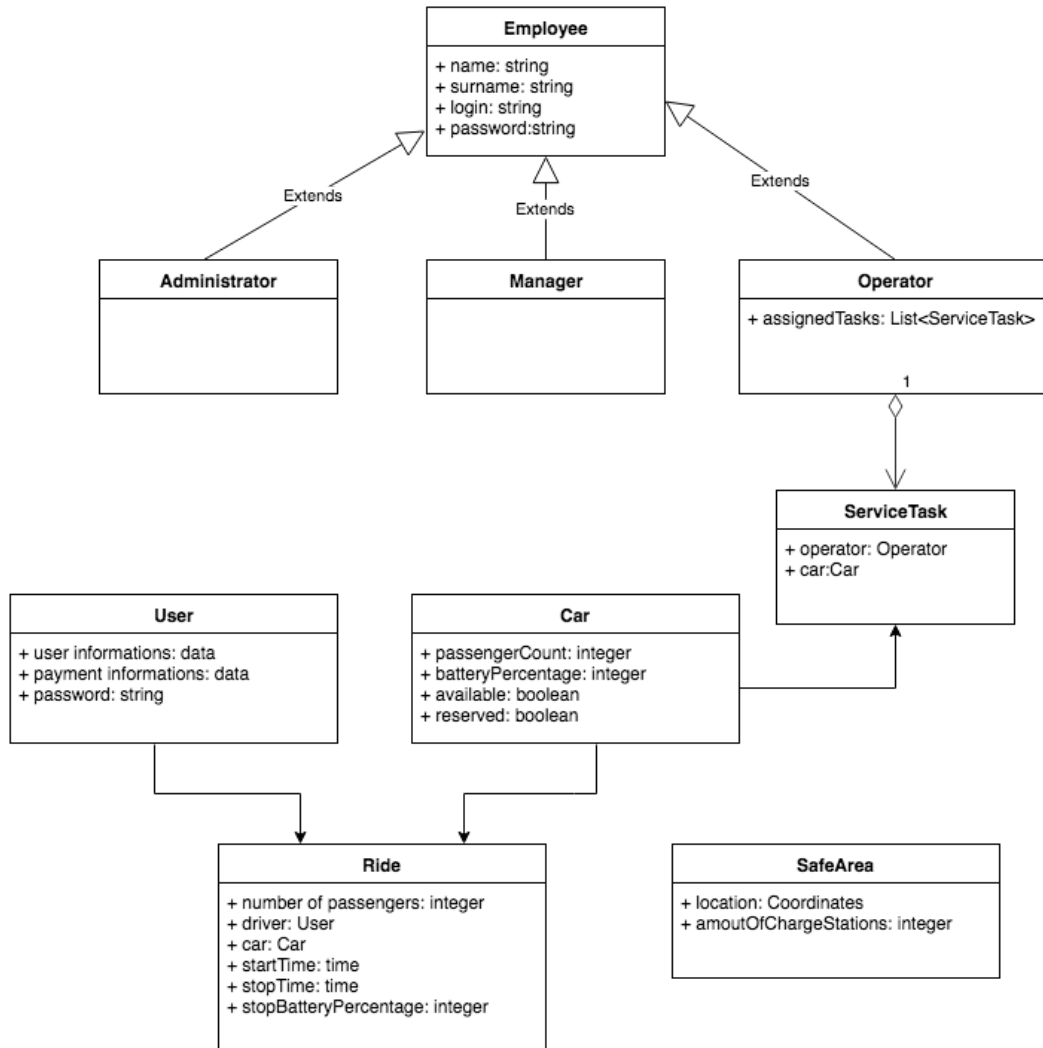 Employee
+ name: string
+ surname: string
+ login: string
+ password:string
Extends
Extends
Extends
Administrator
Manager
Operator
+ assignedTasks: List<ServiceTask>
1
ServiceTask
+ operator: Operator
+ car:Car
User
+ user informations: data
+ payment informations: data
+ password: string
Car
+ passengerCount: integer
+ batteryPercentage: integer
+ available: boolean
+ reserved: boolean
Ride
+ number of passengers: integer
+ driver: User
+ car: Car
+ startTime: time
+ stopTime: time
+ stopBatteryPercentage: integer
SafeArea
+ location: Coordinates
+ amoutOfChargeStations: integer